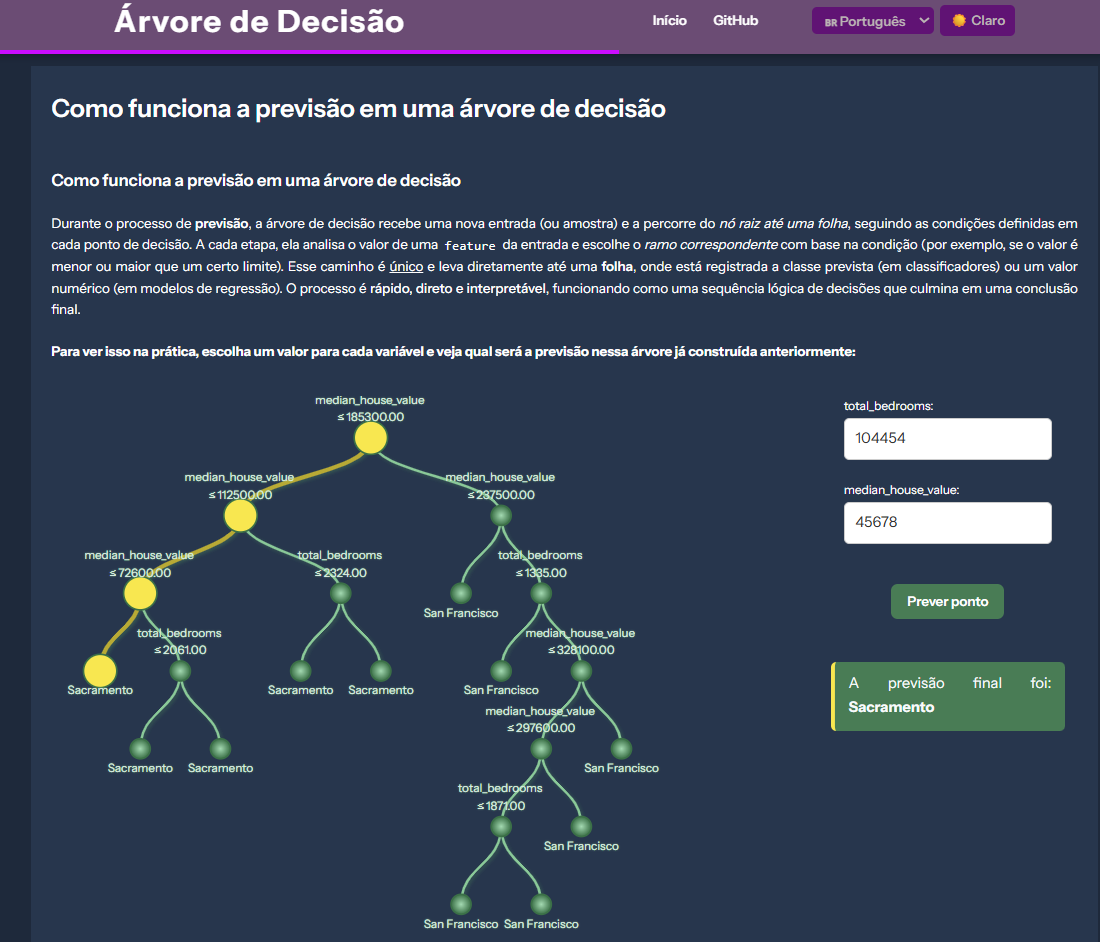 Árvore de Decisão
Início GitHub BR Português Claro
Como funciona a previsão em uma árvore de decisão
Como funciona a previsão em uma árvore de decisão
Durante o processo de previsão, a árvore de decisão recebe uma nova entrada (ou amostra) e a percorre do nó raiz até uma folha, seguindo as condições definidas em
cada ponto de decisão. A cada etapa, ela analisa o valor de uma feature da entrada e escolhe o ramo correspondente com base na condição (por exemplo, se o valor é
menor ou maior que um certo limite). Esse caminho é único e leva diretamente até uma folha, onde está registrada a classe prevista (em classificadores) ou um valor
numérico (em modelos de regressão). O processo é rápido, direto e interpretável, funcionando como uma sequência lógica de decisões que culmina em uma conclusão
final.
Para ver isso na prática, escolha um valor para cada variável e veja qual será a previsão nessa árvore já construída anteriormente:
median_house_value
≤ 185300.00
median_house_value
≤ 112500.00
median_house_value
≤ 237500.00
median_house_value
≤ 72600.00
total_bedrooms
≤ 2324.00
total_bedrooms
≤ 1335.00
San Francisco
total_bedrooms
≤ 2061.00
median_house_value
≤ 328100.00
Sacramento
Sacramento
Sacramento
San Francisco
median_house_value
≤ 297600.00
Sacramento
Sacramento
San Francisco
total_bedrooms
≤ 1871.00
San Francisco
San Francisco
San Francisco
total_bedrooms:
104454
median_house_value:
45678
Prever ponto
A previsão final foi:
Sacramento